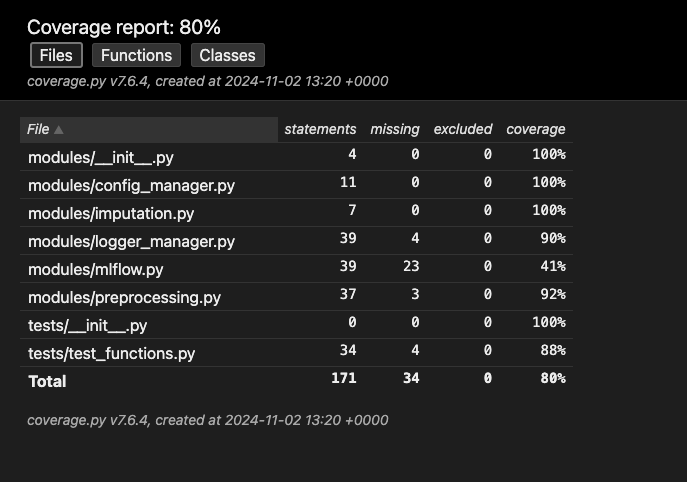 Coverage report: 80%
Files Functions Classes
coverage.py v7.6.4, created at 2024-11-02 13:20 +0000
File ▲ statements missing excluded coverage
modules/__init__.py 4 0 0 100%
modules/config_manager.py 11 0 0 100%
modules/imputation.py 7 0 0 100%
modules/logger_manager.py 39 4 0 90%
modules/mlflow.py 39 23 0 41%
modules/preprocessing.py 37 3 0 92%
tests/__init__.py 0 0 0 100%
tests/test_functions.py 34 4 0 88%
Total 171 34 0 80%
coverage.py v7.6.4, created at 2024-11-02 13:20 +0000